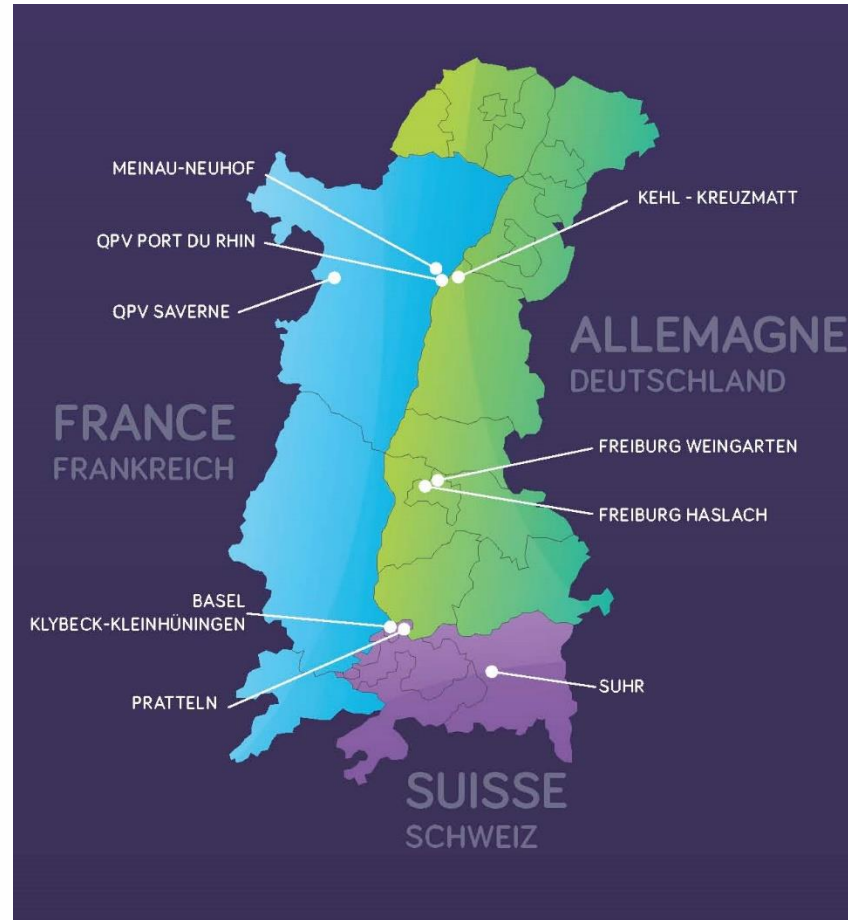 MEINAU-NEUHOF
QPV PORT DU RHIN
QPV SAVERNE
KEHL - KREUZMATT
ALLEMAGNE
DEUTSCHLAND
FRANCE
FRANKREICH
FREIBURG WEINGARTEN
FREIBURG HASLACH
BASEL
KLYBECK-KLEINHÜNINGEN
PRATTELN
SUHR
SUISSE
SCHWEIZ